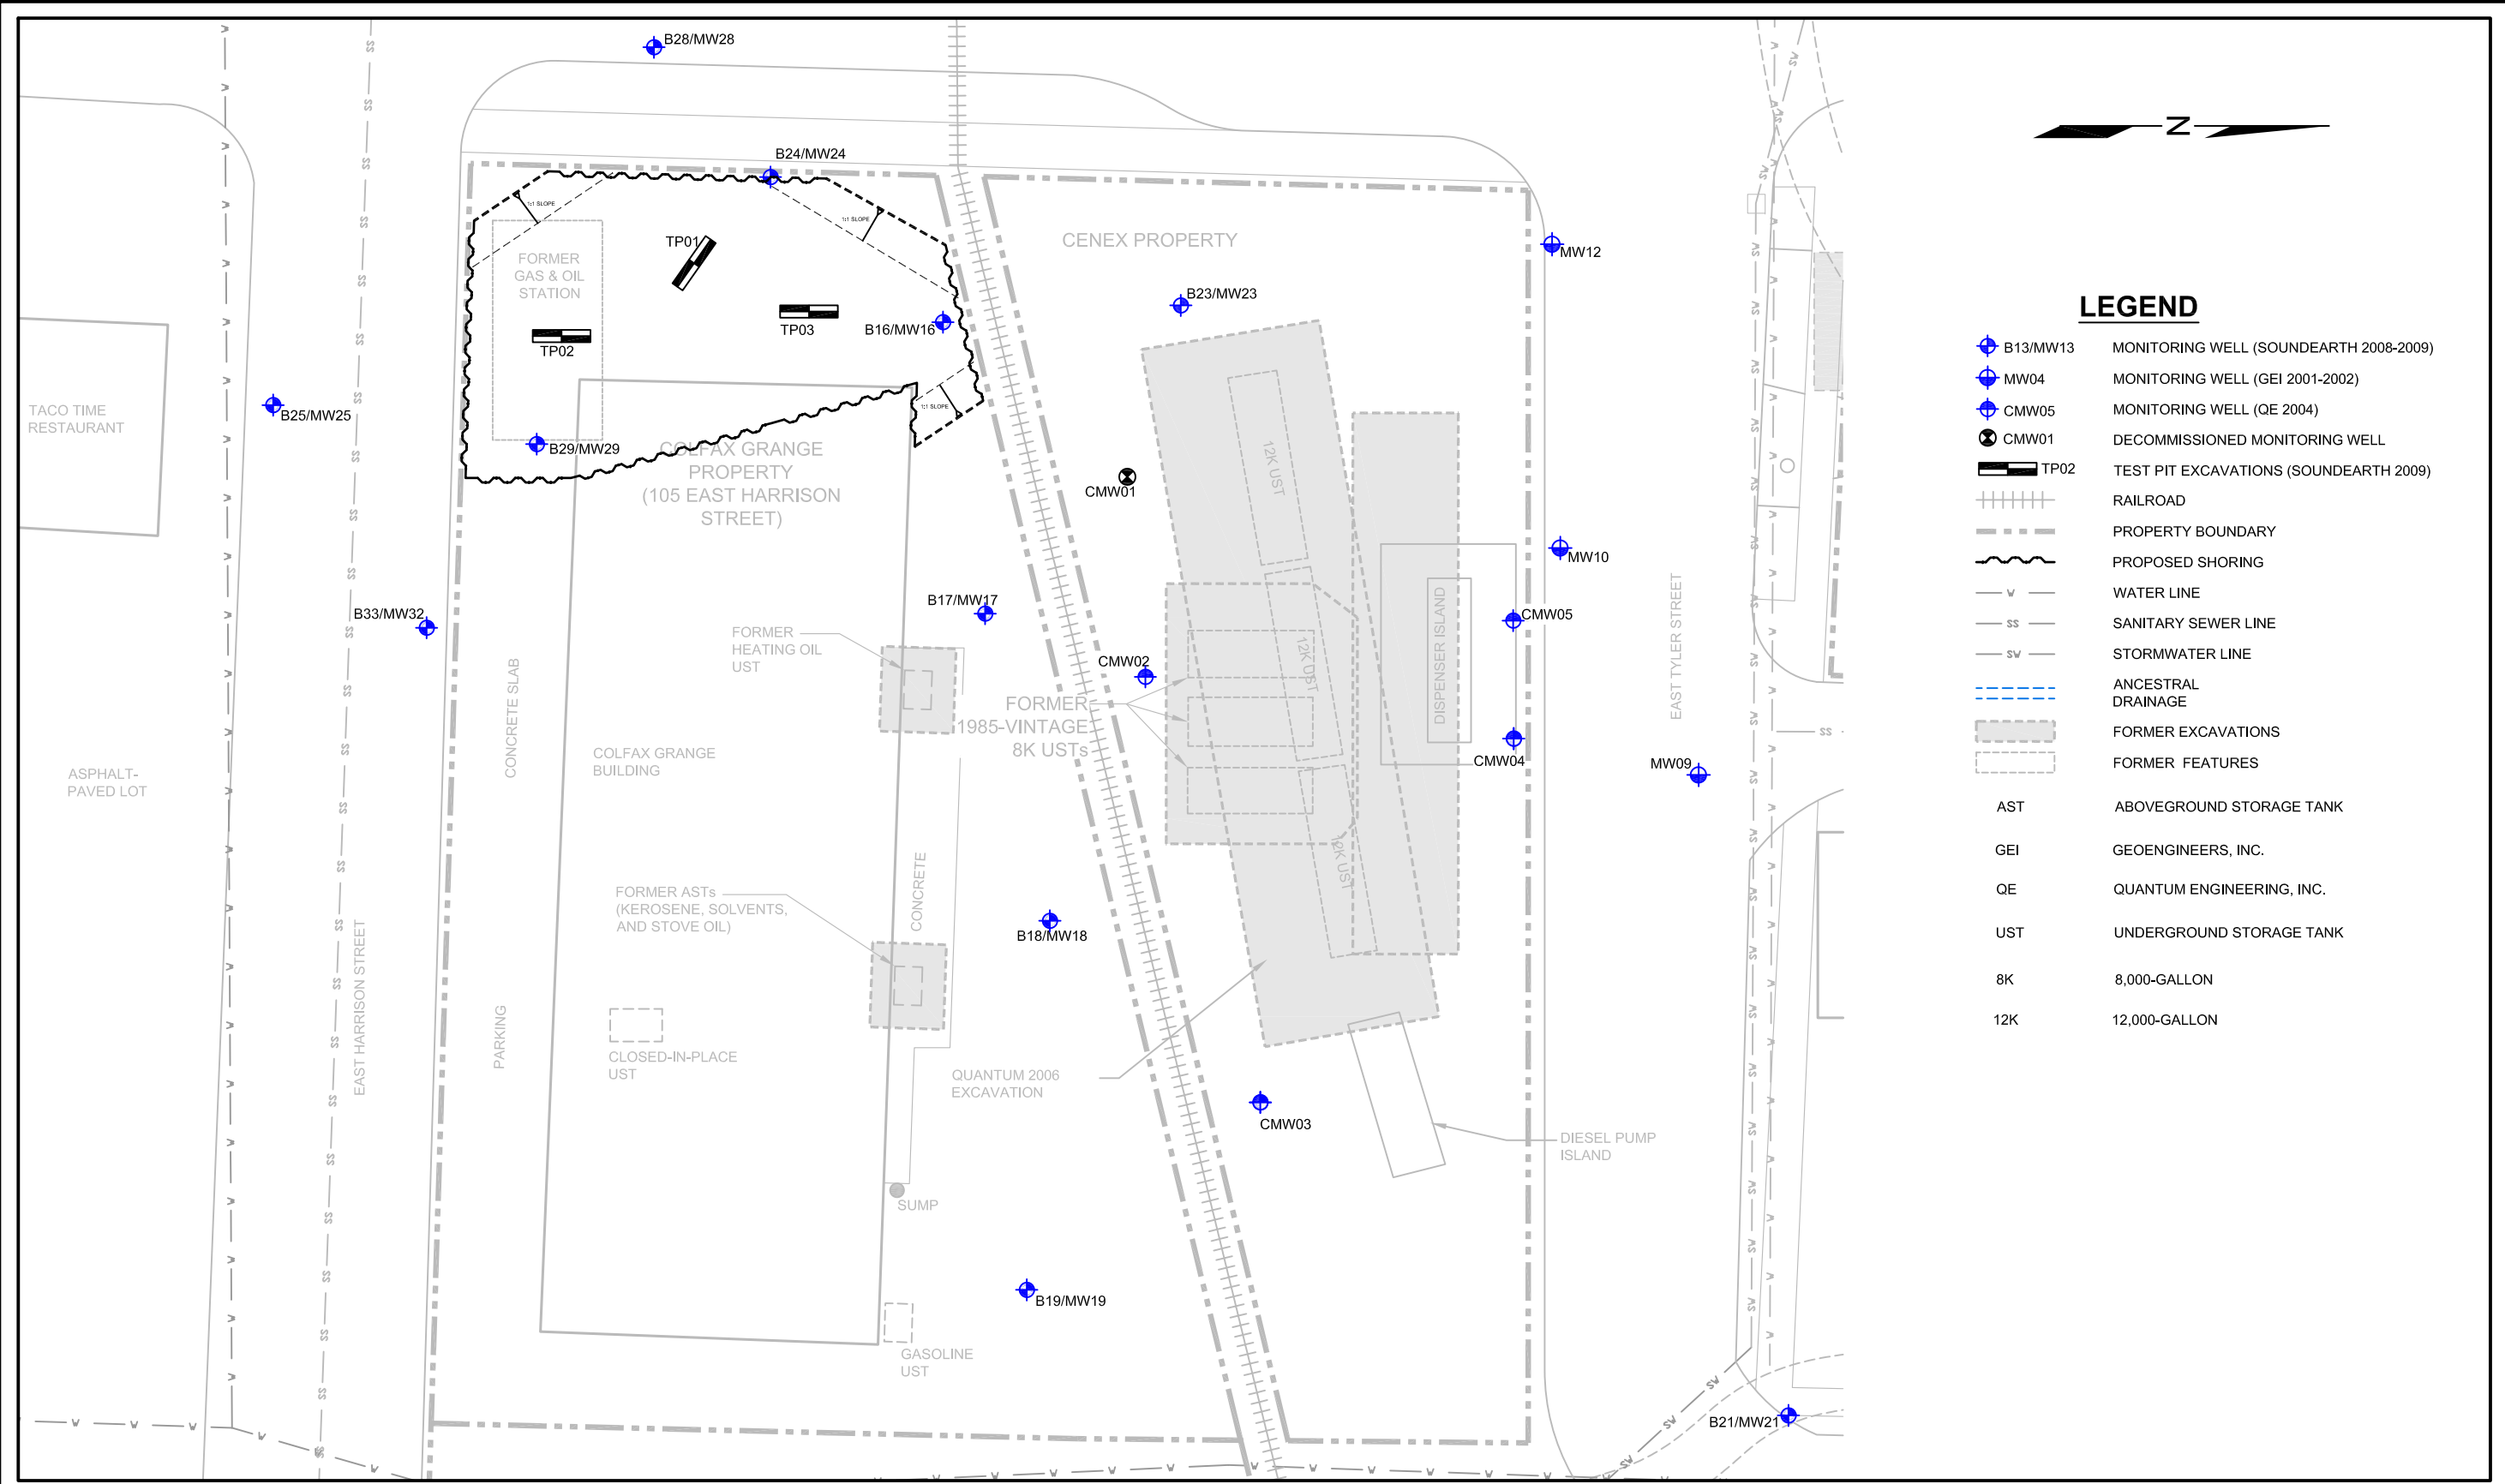 B28/MW28
B24/MW24
1:1 SLOPE
1:1 SLOPE
TP01
FORMER
GAS & OIL
STATION
TP03
B16/MW16
TP02
CENEX PROPERTY
B23/MW23
MW12
TACO TIME
RESTAURANT
B25/MW25
1:1 SLOPE
B29/MW29
COLFAX GRANGE
PROPERTY
(105 EAST HARRISON
STREET)
12K UST
CMW01
MW10
B33/MW32
B17/MW17
CMW05
FORMER
HEATING OIL
UST
CMW02
12K UST
DISPENSER ISLAND
EAST TYLER STREET
CONCRETE SLAB
FORMER
1985-VINTAGE
8K USTs
COLFAX GRANGE
BUILDING
CMW04
MW09
ASPHALT-
PAVED LOT
12K UST
FORMER ASTs
(KEROSENE, SOLVENTS,
AND STOVE OIL)
CONCRETE
B18/MW18
EAST HARRISON STREET
PARKING
CLOSED-IN-PLACE
UST
QUANTUM 2006
EXCAVATION
CMW03
DIESEL PUMP
ISLAND
SUMP
B19/MW19
GASOLINE
UST
B21/MW21
N
LEGEND
B13/MW13 MONITORING WELL (SOUNDEARTH 2008-2009)
MW04 MONITORING WELL (GEI 2001-2002)
CMW05 MONITORING WELL (QE 2004)
CMW01 DECOMMISSIONED MONITORING WELL
TP02 TEST PIT EXCAVATIONS (SOUNDEARTH 2009)
RAILROAD
PROPERTY BOUNDARY
PROPOSED SHORING
W WATER LINE
SS SANITARY SEWER LINE
SW STORMWATER LINE
ANCESTRAL
DRAINAGE
FORMER EXCAVATIONS
FORMER FEATURES
AST ABOVEGROUND STORAGE TANK
GEI GEOENGINEERS, INC.
QE QUANTUM ENGINEERING, INC.
UST UNDERGROUND STORAGE TANK
8K 8,000-GALLON
12K 12,000-GALLON